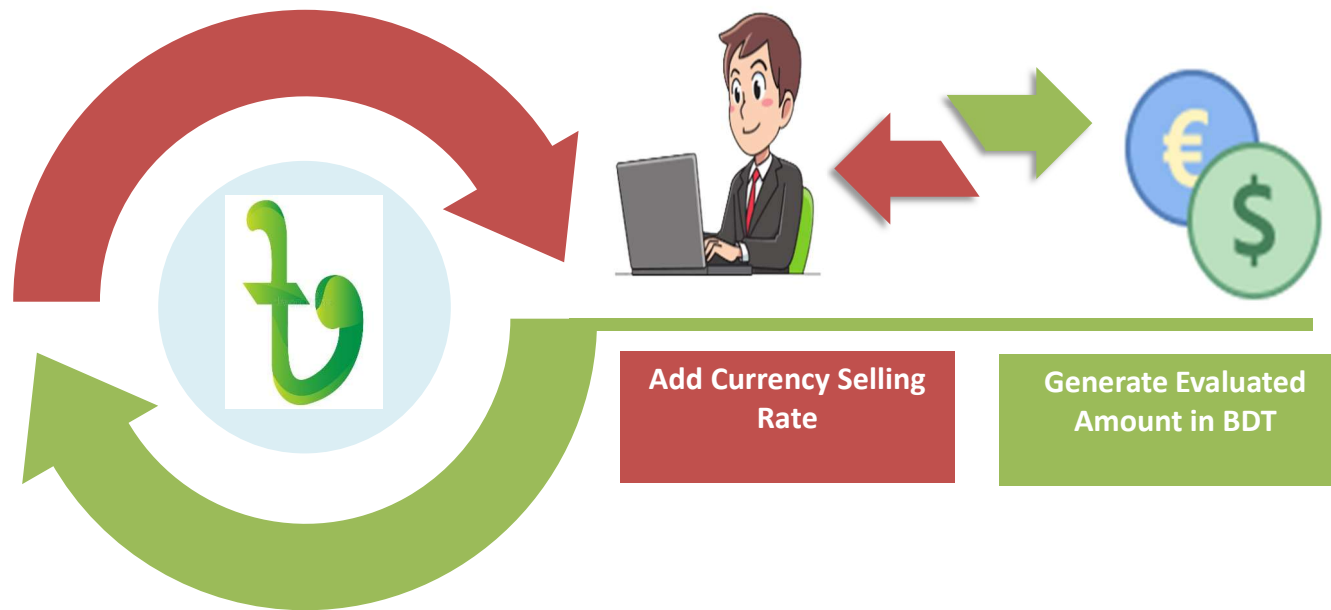 ৳
€
$
Add Currency Selling
Rate
Generate Evaluated
Amount in BDT